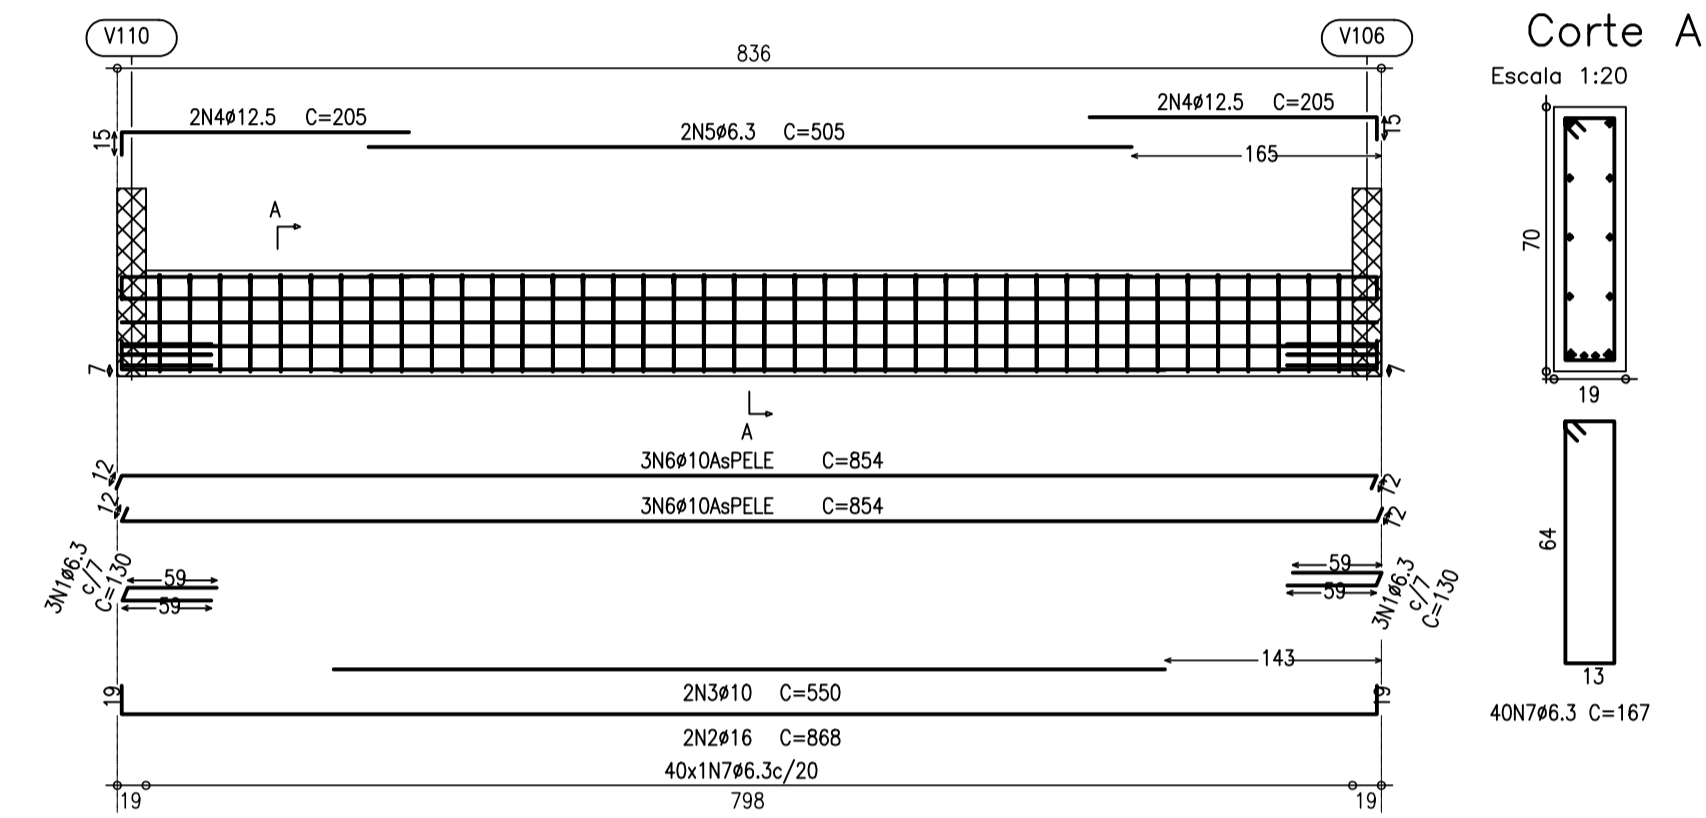 V110
V106
Corte A
836
Escala 1:20
2N4ø12.5 C=205
2N4ø12.5 C=205
15
2N5ø6.3 C=505
15
165
A
70
7
7
19
A
12
3N6ø10AsPELE C=854
12
12
3N6ø10AsPELE C=854
12
64
3N1ø6.3
c/7
C=130
59
59
59
59
3N1ø6.3
c/7
C=130
143
13
19
2N3ø10 C=550
19
40N7ø6.3 C=167
2N2ø16 C=868
40x1N7ø6.3c/20
19
798
19